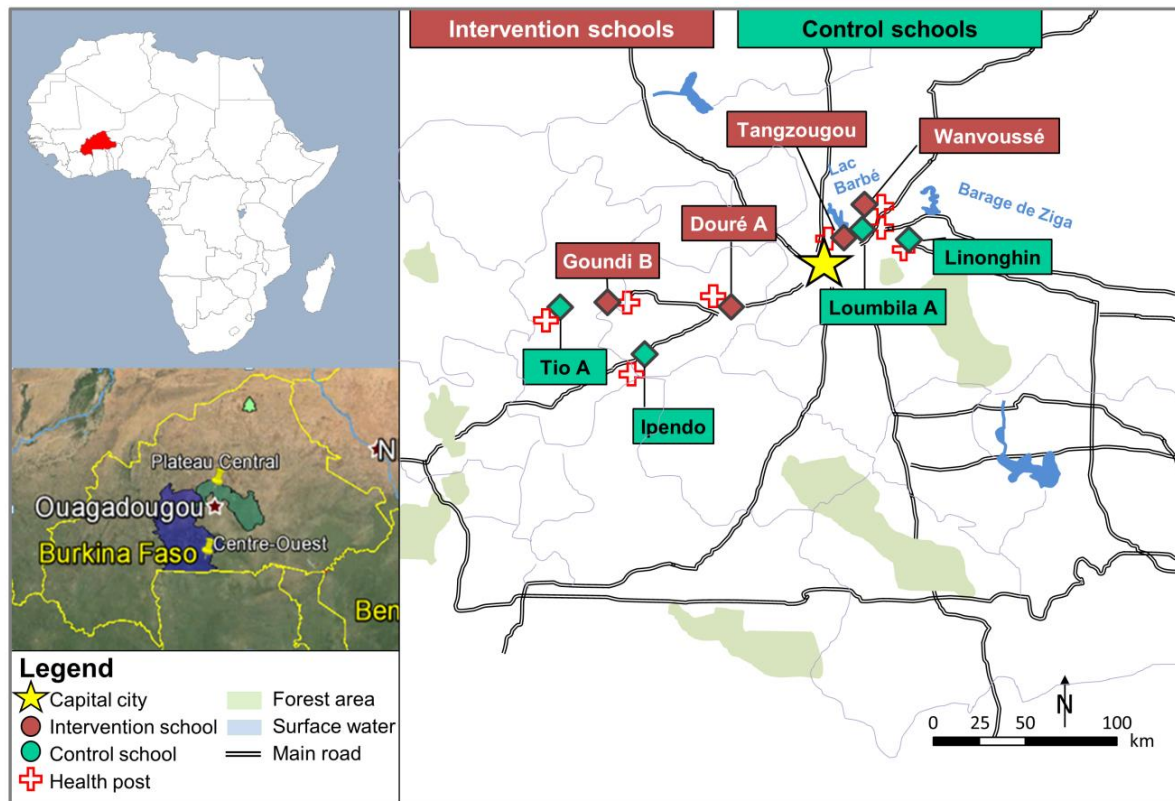 Intervention schools
Control schools
Tangzougou
Wanvoussé
Lac
Barbé
Barage de Ziga
Douré A
Goundi B
Linonghin
Loumbila A
Tio A
Ipendo
Plateau Central
N
Ouagadougou
Centre-Ouest
Burkina Faso
Ben
Legend
Capital city
Intervention school
Control school
Health post
Forest area
Surface water
Main road
N
0 25 50 100
km